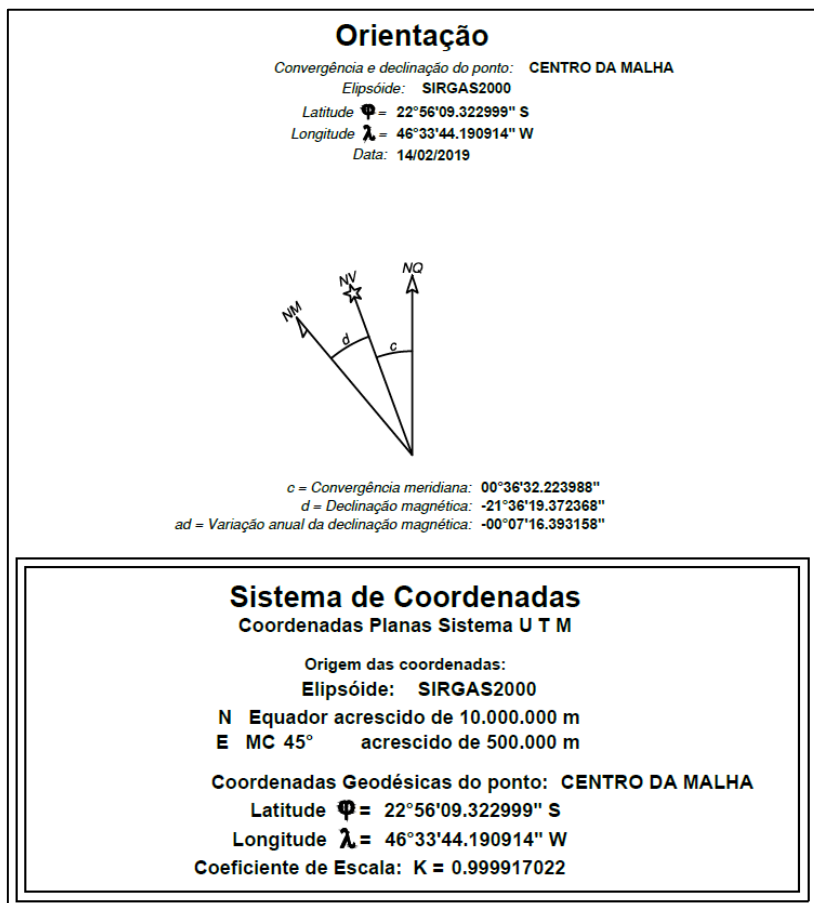 Orientação
Convergência e declinação do ponto: CENTRO DA MALHA
Elipsóide: SIRGAS2000
Latitude φ = 22°56'09.322999" S
Longitude λ = 46°33'44.190914" W
Data: 14/02/2019
NQ
NV
NM
d
c
c = Convergência meridiana: 00°36'32.223988"
d = Declinação magnética: -21°36'19.372368"
ad = Variação anual da declinação magnética: -00°07'16.393158"
Sistema de Coordenadas
Coordenadas Planas Sistema U T M
Origem das coordenadas:
Elipsóide: SIRGAS2000
N Equador acrescido de 10.000.000 m
E MC 45° acrescido de 500.000 m
Coordenadas Geodésicas do ponto: CENTRO DA MALHA
Latitude φ = 22°56'09.322999" S
Longitude λ = 46°33'44.190914" W
Coeficiente de Escala: K = 0.999917022